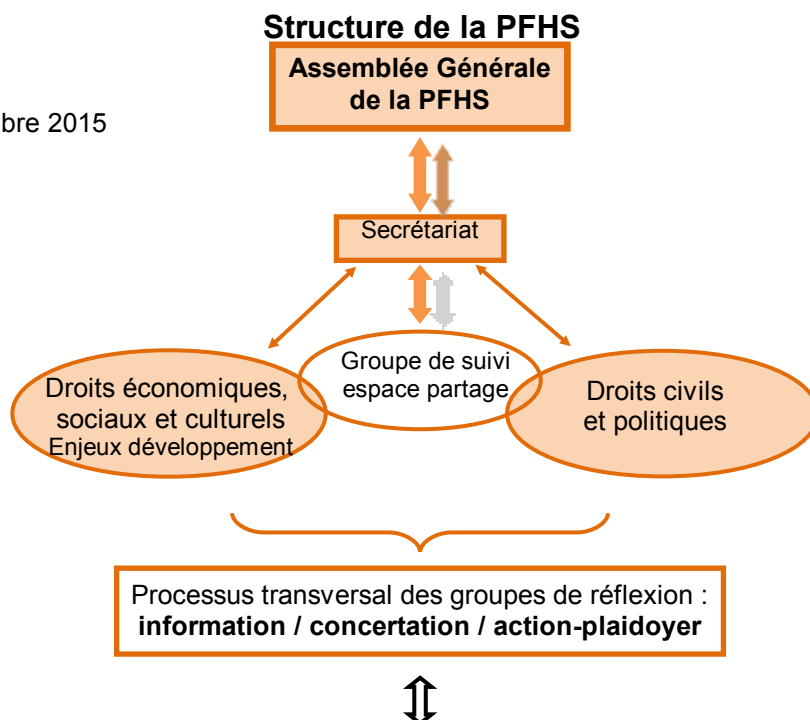 Structure de la PFHS
Assemblée Générale
de la PFHS
bre 2015
Secrétariat
Groupe de suivi
espace partage
Droits économiques,
sociaux et culturels
Enjeux développement
Droits civils
et politiques
Processus transversal des groupes de réflexion :
information / concertation / action-plaidoyer